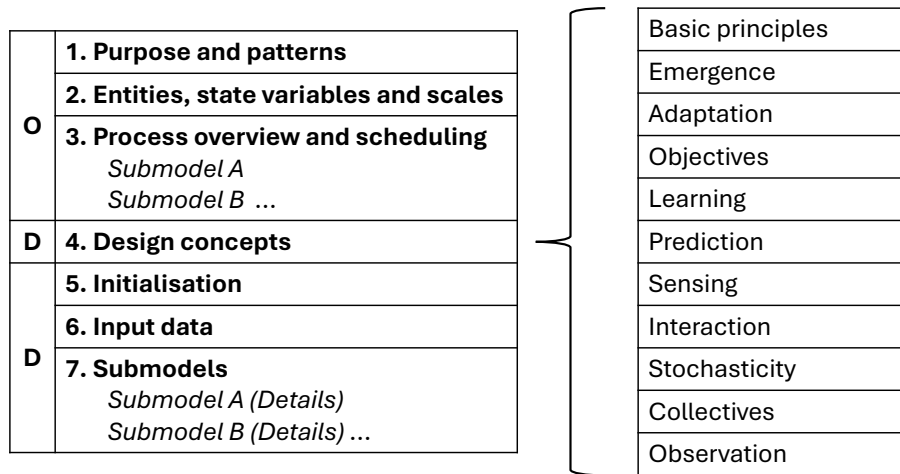 O
1. Purpose and patterns
2. Entities, state variables and scales
3. Process overview and scheduling
Submodel A
Submodel B ...
D
4. Design concepts
D
5. Initialisation
6. Input data
7. Submodels
Submodel A (Details)
Submodel B (Details) ...
Basic principles
Emergence
Adaptation
Objectives
Learning
Prediction
Sensing
Interaction
Stochasticity
Collectives
Observation